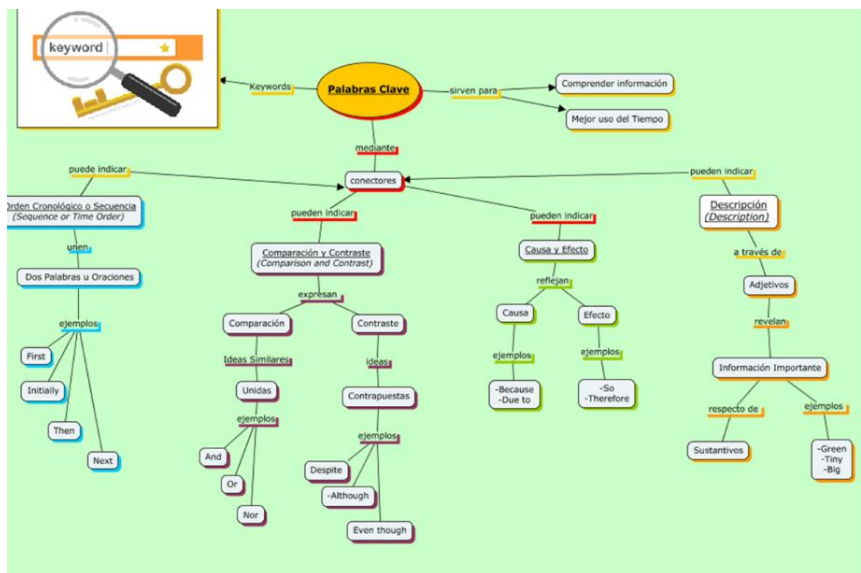 keyword
Keywords
Palabras Clave
sirven para
Comprender información
Mejor uso del Tiempo
mediante
conectores
puede indicar
Orden Cronológico o Secuencia
(Sequence or Time Order)
unen
Dos Palabras u Oraciones
ejemplos
First
Initially
Then
Next
pueden indicar
Comparación y Contraste
(Comparison and Contrast)
expresan
Comparación
Ideas Similares
Unidas
ejemplos
And
Or
Nor
Contraste
ideas
Contrapuestas
ejemplos
Despite
-Although
Even though
pueden indicar
Causa y Efecto
reflejan
Causa
ejemplos
-Because
-Due to
Efecto
ejemplos
-So
-Therefore
pueden indicar
Descripción
(Description)
a través de
Adjetivos
revelan
Información Importante
respecto de
Sustantivos
ejemplos
-Green
-Tiny
-Big